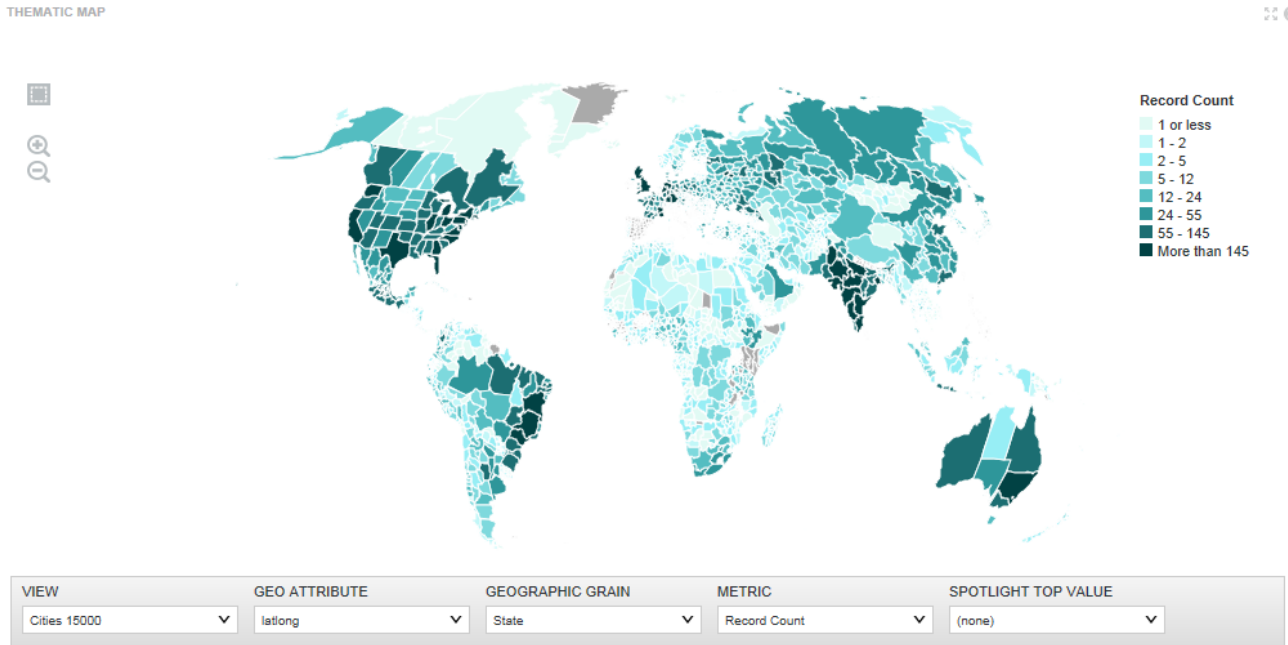 THEMATIC MAP
Record Count
1 or less
1 - 2
2 - 5
5 - 12
12 - 24
24 - 55
55 - 145
More than 145
VIEW GEO ATTRIBUTE GEOGRAPHIC GRAIN METRIC SPOTLIGHT TOP VALUE
Cities 15000 latlong State Record Count (none)